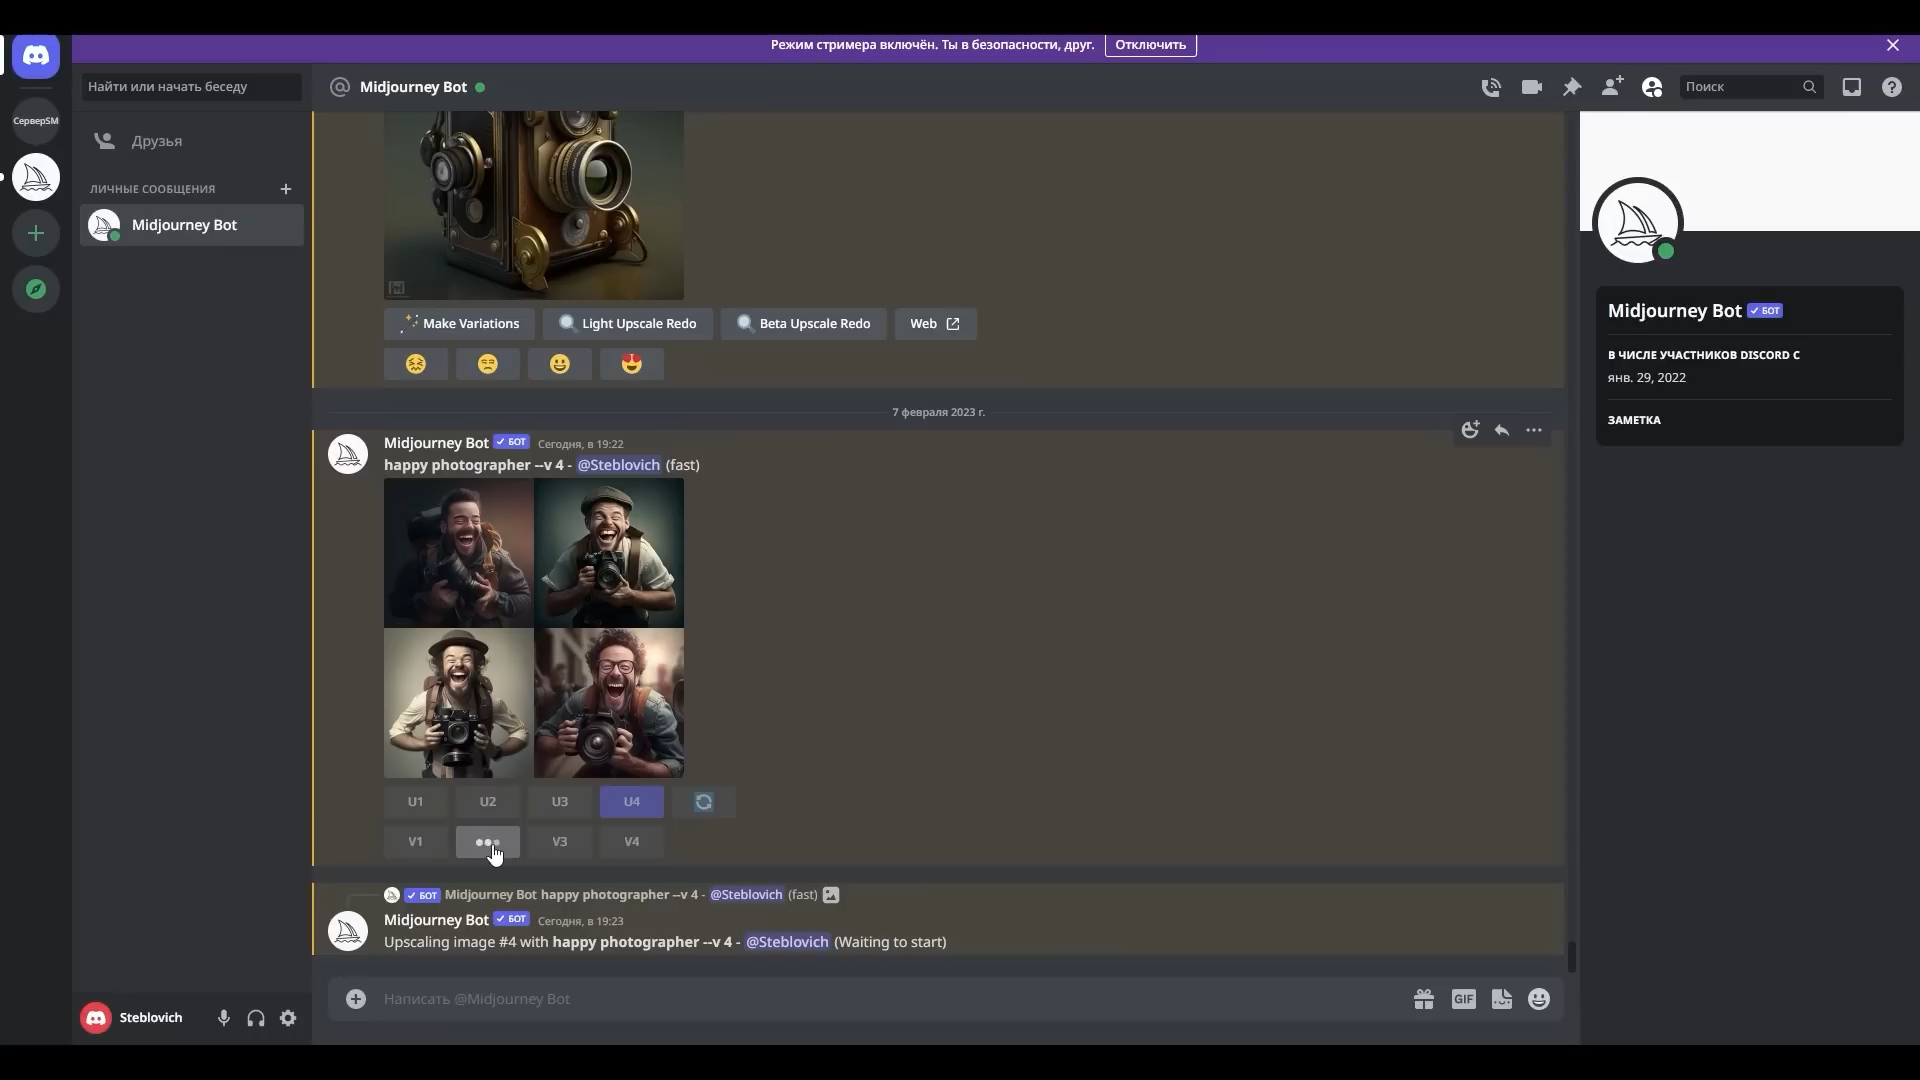 Режим стримера включён. Ты в безопасности, друг. Отключить
Найти или начать беседу
Midjourney Bot
Поиск
СерверSM
Друзья
ЛИЧНЫЕ СООБЩЕНИЯ
Midjourney Bot
Make Variations Light Upscale Redo Beta Upscale Redo Web
7 февраля 2023 г.
Midjourney Bot БОТ Сегодня, в 19:22
happy photographer --v 4 - @Steblovich (fast)
U1 U2 U3 U4
V1 V3 V4
БОТ Midjourney Bot happy photographer --v 4 - @Steblovich (fast)
Midjourney Bot БОТ Сегодня, в 19:23
Upscaling image #4 with happy photographer --v 4 - @Steblovich (Waiting to start)
Написать @Midjourney Bot
GIF
Steblovich
Midjourney Bot БОТ
В ЧИСЛЕ УЧАСТНИКОВ DISCORD С
янв. 29, 2022
ЗАМЕТКА